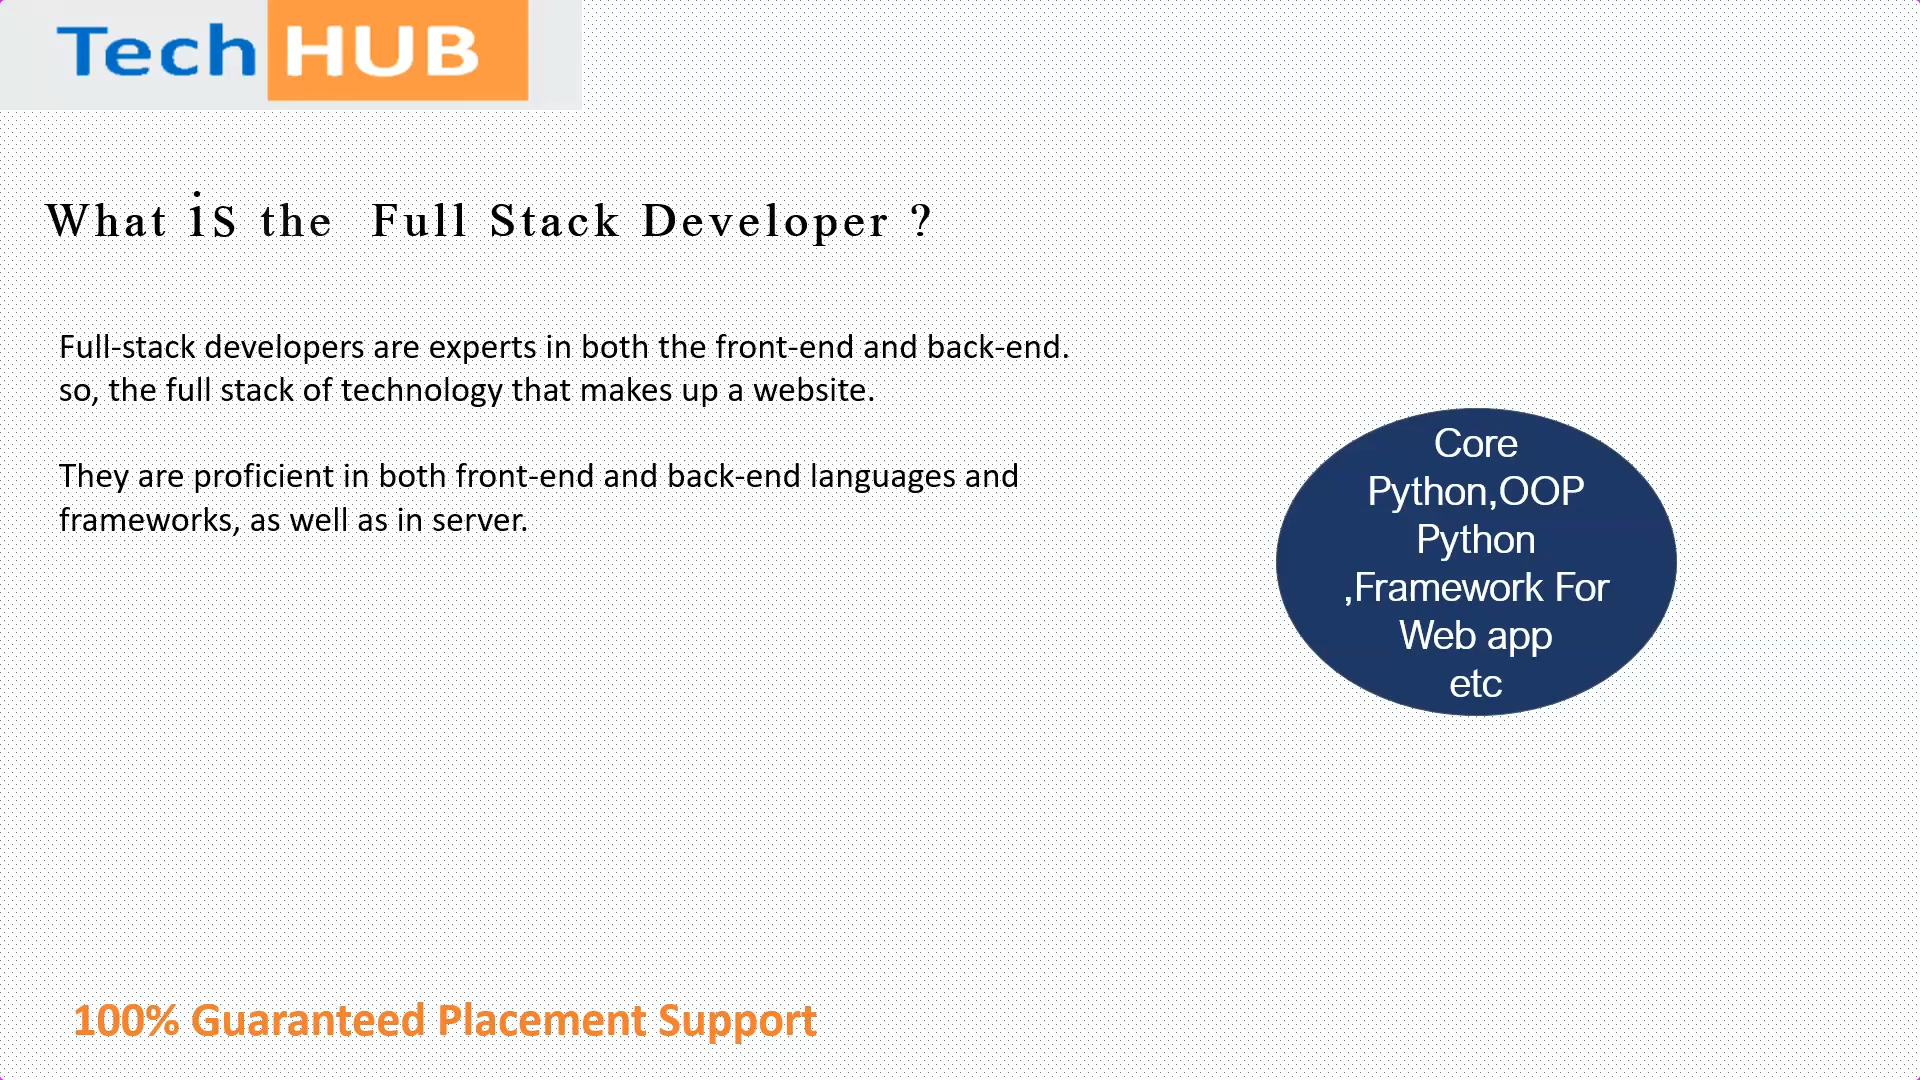 Tech HUB
What is the Full Stack Developer ?
Full-stack developers are experts in both the front-end and back-end.
so, the full stack of technology that makes up a website.
They are proficient in both front-end and back-end languages and
frameworks, as well as in server.
Core
Python,OOP
Python
,Framework For
Web app
etc
100% Guaranteed Placement Support